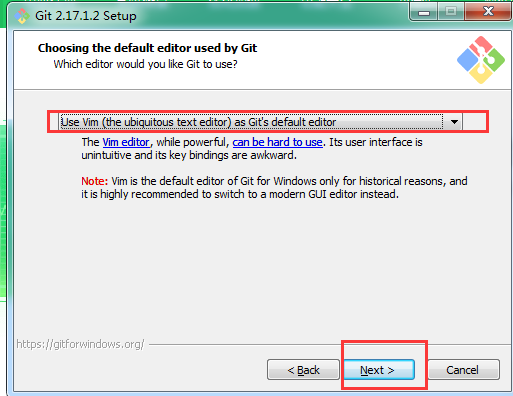 Git 2.17.1.2 Setup
Choosing the default editor used by Git
Which editor would you like Git to use?
Use Vim (the ubiquitous text editor) as Git's default editor
The Vim editor, while powerful, can be hard to use. Its user interface is
unintuitive and its key bindings are awkward.
Note: Vim is the default editor of Git for Windows only for historical reasons, and
it is highly recommended to switch to a modern GUI editor instead.
https://gitforwindows.org/
< Back
Next >
Cancel